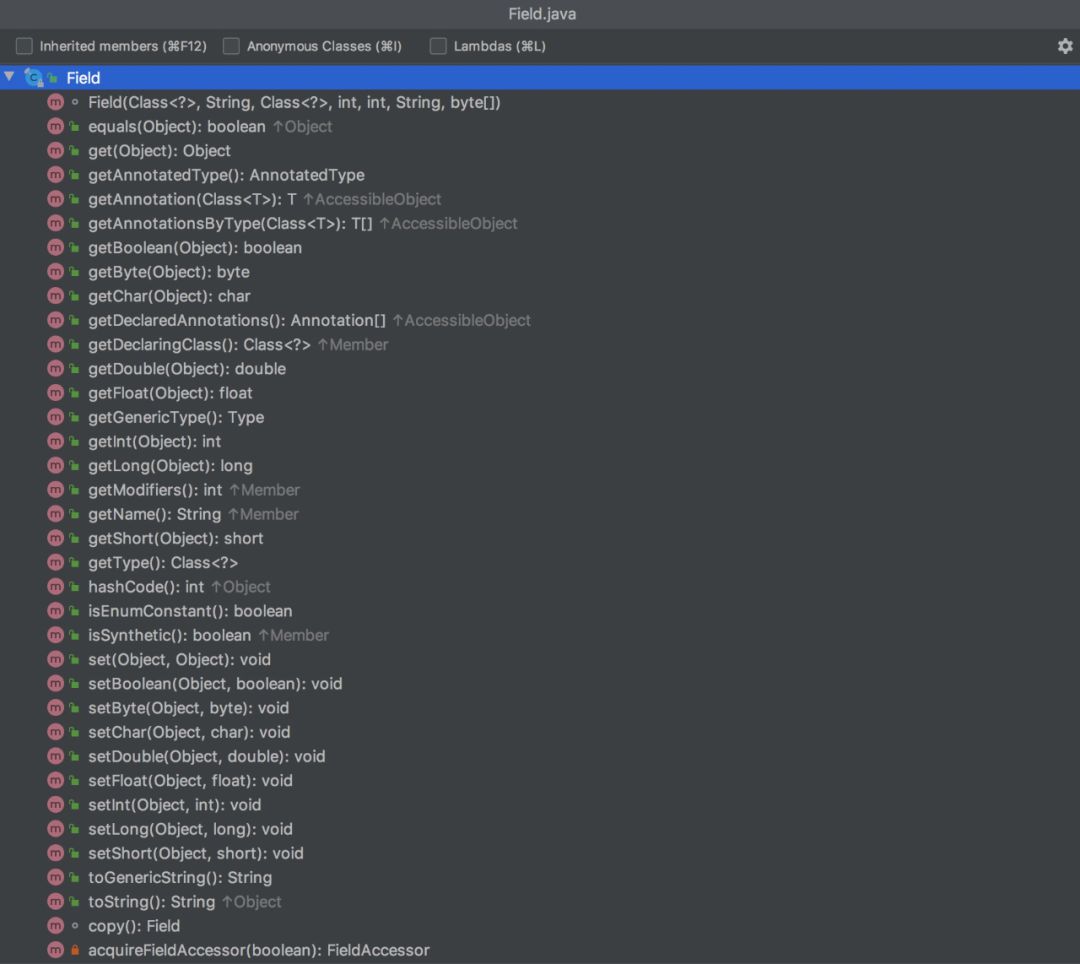 Field.java
Inherited members (⌘F12) Anonymous Classes (⌘I) Lambdas (⌘L)
Field
Field(Class<?>, String, Class<?>, int, int, String, byte[])
equals(Object): boolean ↑Object
get(Object): Object
getAnnotatedType(): AnnotatedType
getAnnotation(Class<T>): T ↑AccessibleObject
getAnnotationsByType(Class<T>): T[] ↑AccessibleObject
getBoolean(Object): boolean
getByte(Object): byte
getChar(Object): char
getDeclaredAnnotations(): Annotation[] ↑AccessibleObject
getDeclaringClass(): Class<?> ↑Member
getDouble(Object): double
getFloat(Object): float
getGenericType(): Type
getInt(Object): int
getLong(Object): long
getModifiers(): int ↑Member
getName(): String ↑Member
getShort(Object): short
getType(): Class<?>
hashCode(): int ↑Object
isEnumConstant(): boolean
isSynthetic(): boolean ↑Member
set(Object, Object): void
setBoolean(Object, boolean): void
setByte(Object, byte): void
setChar(Object, char): void
setDouble(Object, double): void
setFloat(Object, float): void
setInt(Object, int): void
setLong(Object, long): void
setShort(Object, short): void
toGenericString(): String
toString(): String ↑Object
copy(): Field
acquireFieldAccessor(boolean): FieldAccessor